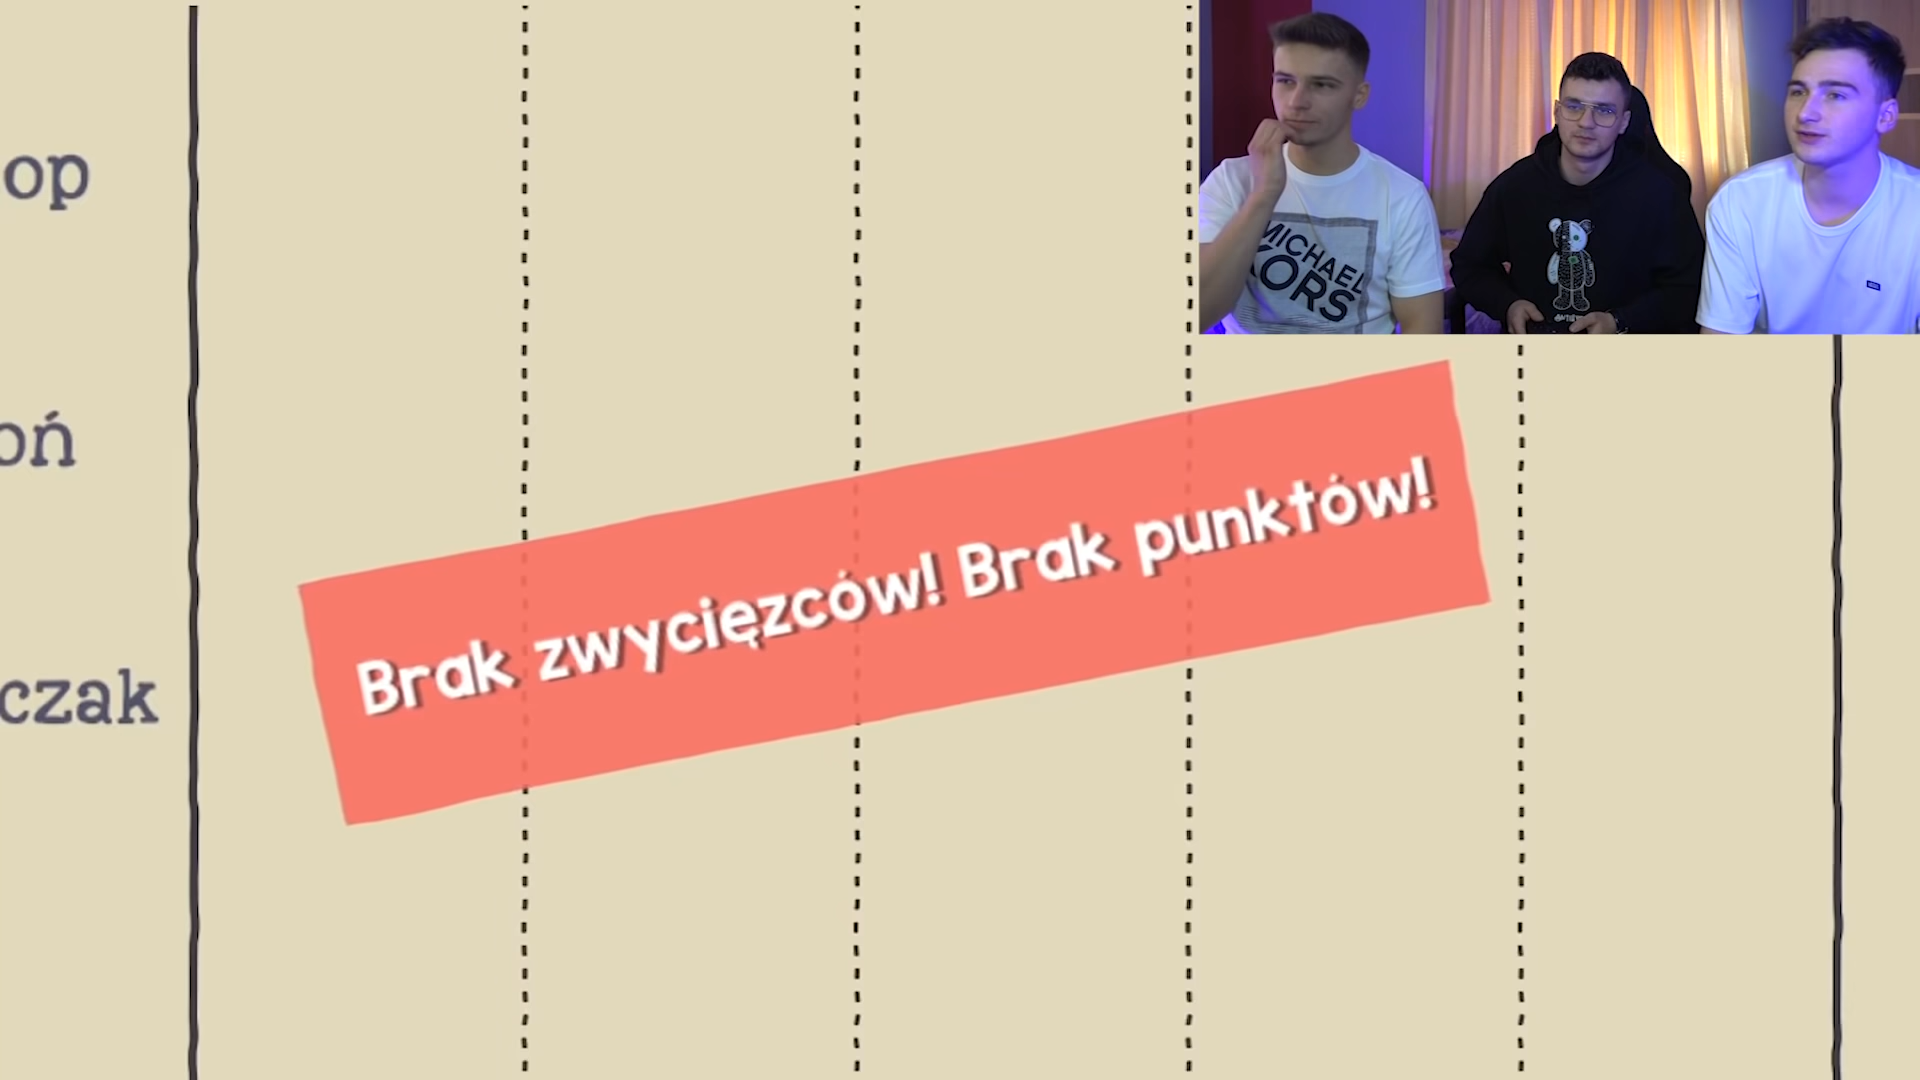 op
oń
czak
MICHAEL
KORS
Brak zwycięzców! Brak punktów!